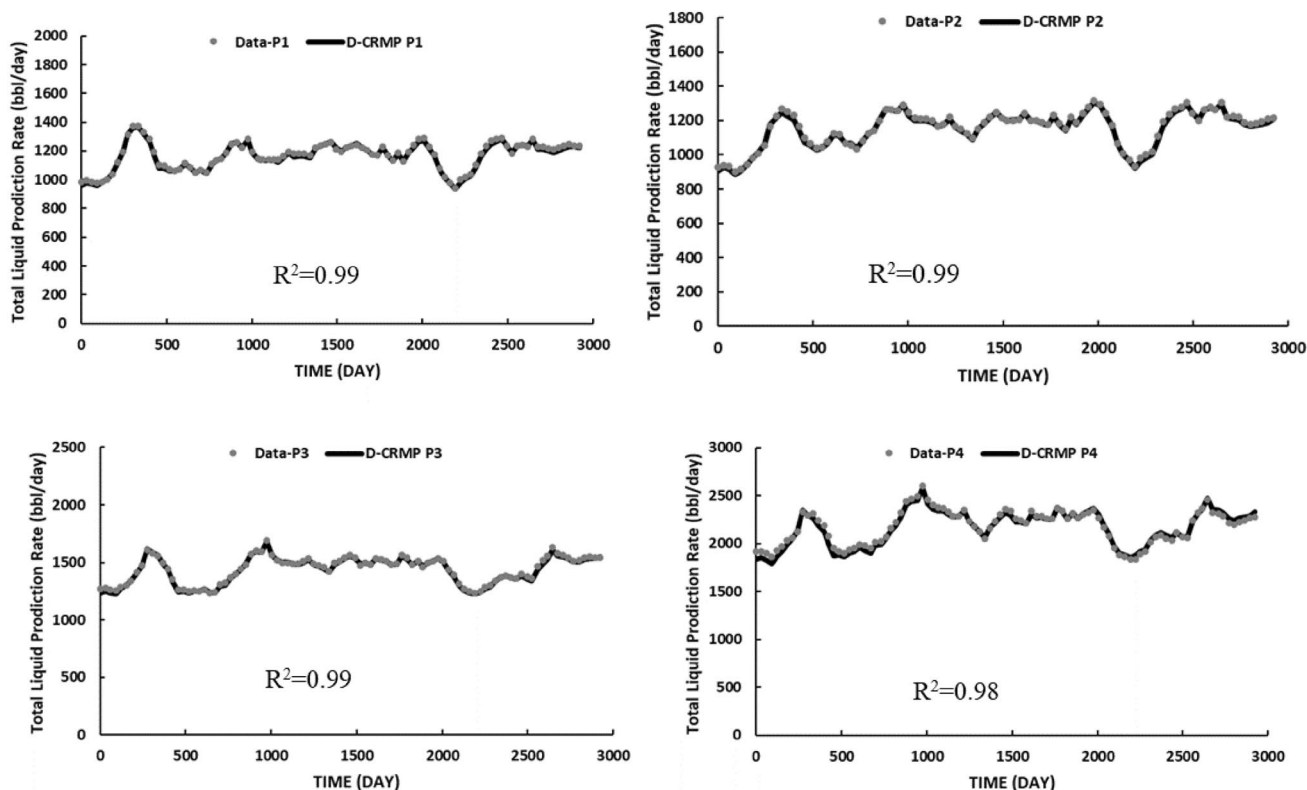 Data-P1 D-CRMP P1
Total Liquid Prodiction Rate (bbl/day)
2000
1800
1600
1400
1200
1000
800
600
400
200
0
R²=0.99
0 500 1000 1500 2000 2500 3000
TIME (DAY)
Data-P2 D-CRMP P2
Total Liquid Prodiction Rate (bbl/day)
1800
1600
1400
1200
1000
800
600
400
200
0
R²=0.99
0 500 1000 1500 2000 2500 3000
TIME (DAY)
Data-P3 D-CRMP P3
Total Liquid Prodiction Rate (bbl/day)
2500
2000
1500
1000
500
0
R²=0.99
0 500 1000 1500 2000 2500 3000
TIME (DAY)
Data-P4 D-CRMP P4
Total Liquid Prodiction Rate (bbl/day)
3000
2500
2000
1500
1000
500
0
R²=0.98
0 500 1000 1500 2000 2500 3000
TIME (DAY)